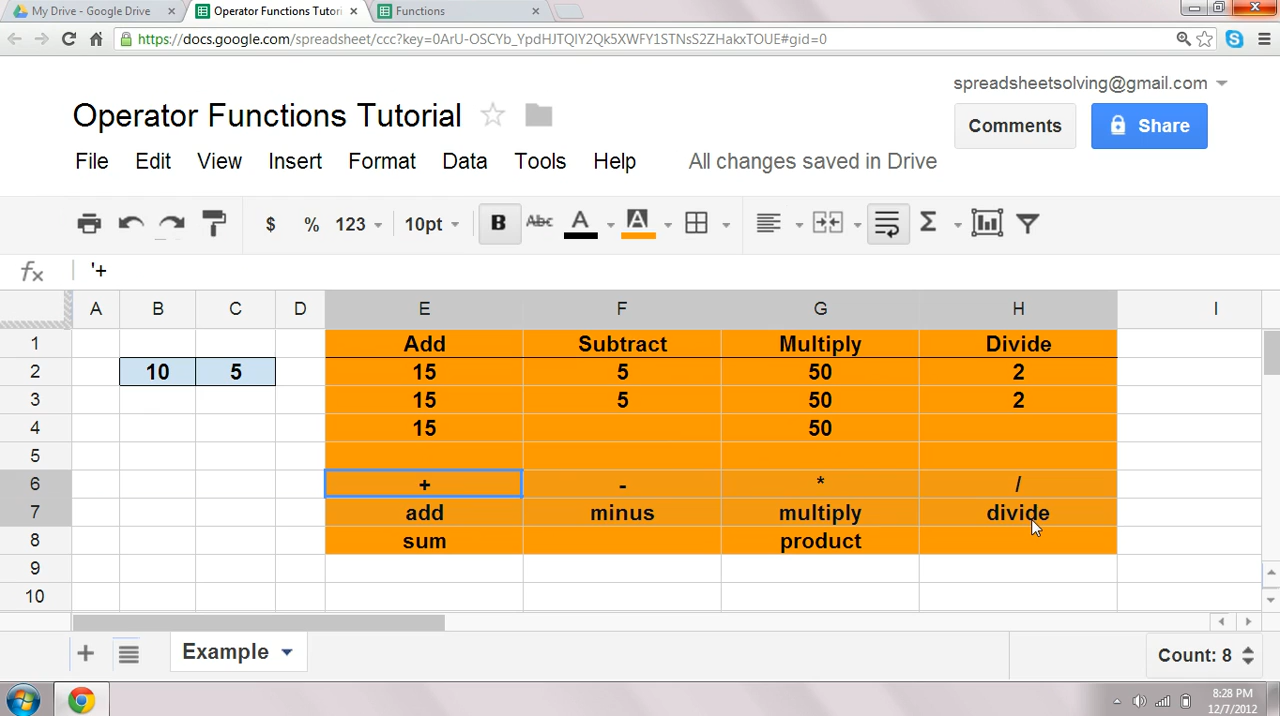 My Drive - Google Drive × Operator Functions Tutori × Functions ×
https://docs.google.com/spreadsheet/ccc?key=0ArU-OSCYb_YpdHJTQlY2Qk5XWFY1STNsS2ZHakxTOUE#gid=0
spreadsheetsolving@gmail.com
Operator Functions Tutorial
Comments Share
File Edit View Insert Format Data Tools Help All changes saved in Drive
$ % 123 10pt B Abc A A Σ
fx '+
A B C D E F G H I
1 Add Subtract Multiply Divide
2 10 5 15 5 50 2
3 15 5 50 2
4 15 50
5
6 + - * /
7 add minus multiply divide
8 sum product
9
10
+ Example Count: 8
8:28 PM
12/7/2012